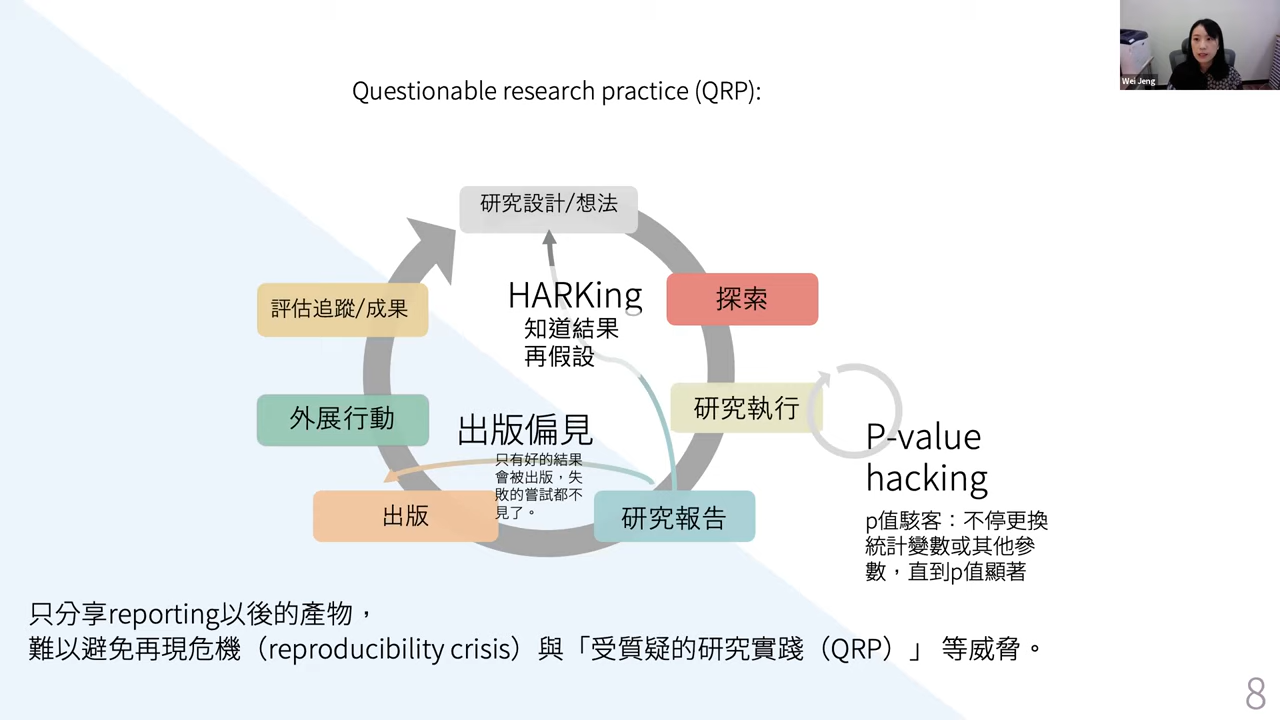 Wei Jeng
Questionable research practice (QRP):
研究設計/想法
探索
研究執行
研究報告
出版
外展行動
評估追蹤/成果
HARKing
知道結果
再假設
出版偏見
只有好的結果
會被出版，失
敗的嘗試都不
見了。
P-value
hacking
p值駭客：不停更換
統計變數或其他參
數，直到p值顯著
只分享reporting以後的產物，
難以避免再現危機（reproducibility crisis）與「受質疑的研究實踐（QRP）」 等威脅。
8